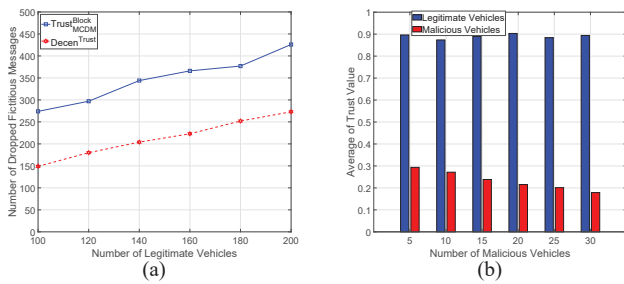 Trust^Block_MCDM
Decen^Trust
Number of Dropped Fictitious Messages
500
450
400
350
300
250
200
150
100
50
0
100 120 140 160 180 200
Number of Legitimate Vehicles
(a)
Legitimate Vehicles
Malicious Vehicles
Average of Trust Value
1
0.9
0.8
0.7
0.6
0.5
0.4
0.3
0.2
0.1
0
5 10 15 20 25 30
Number of Malicious Vehicles
(b)